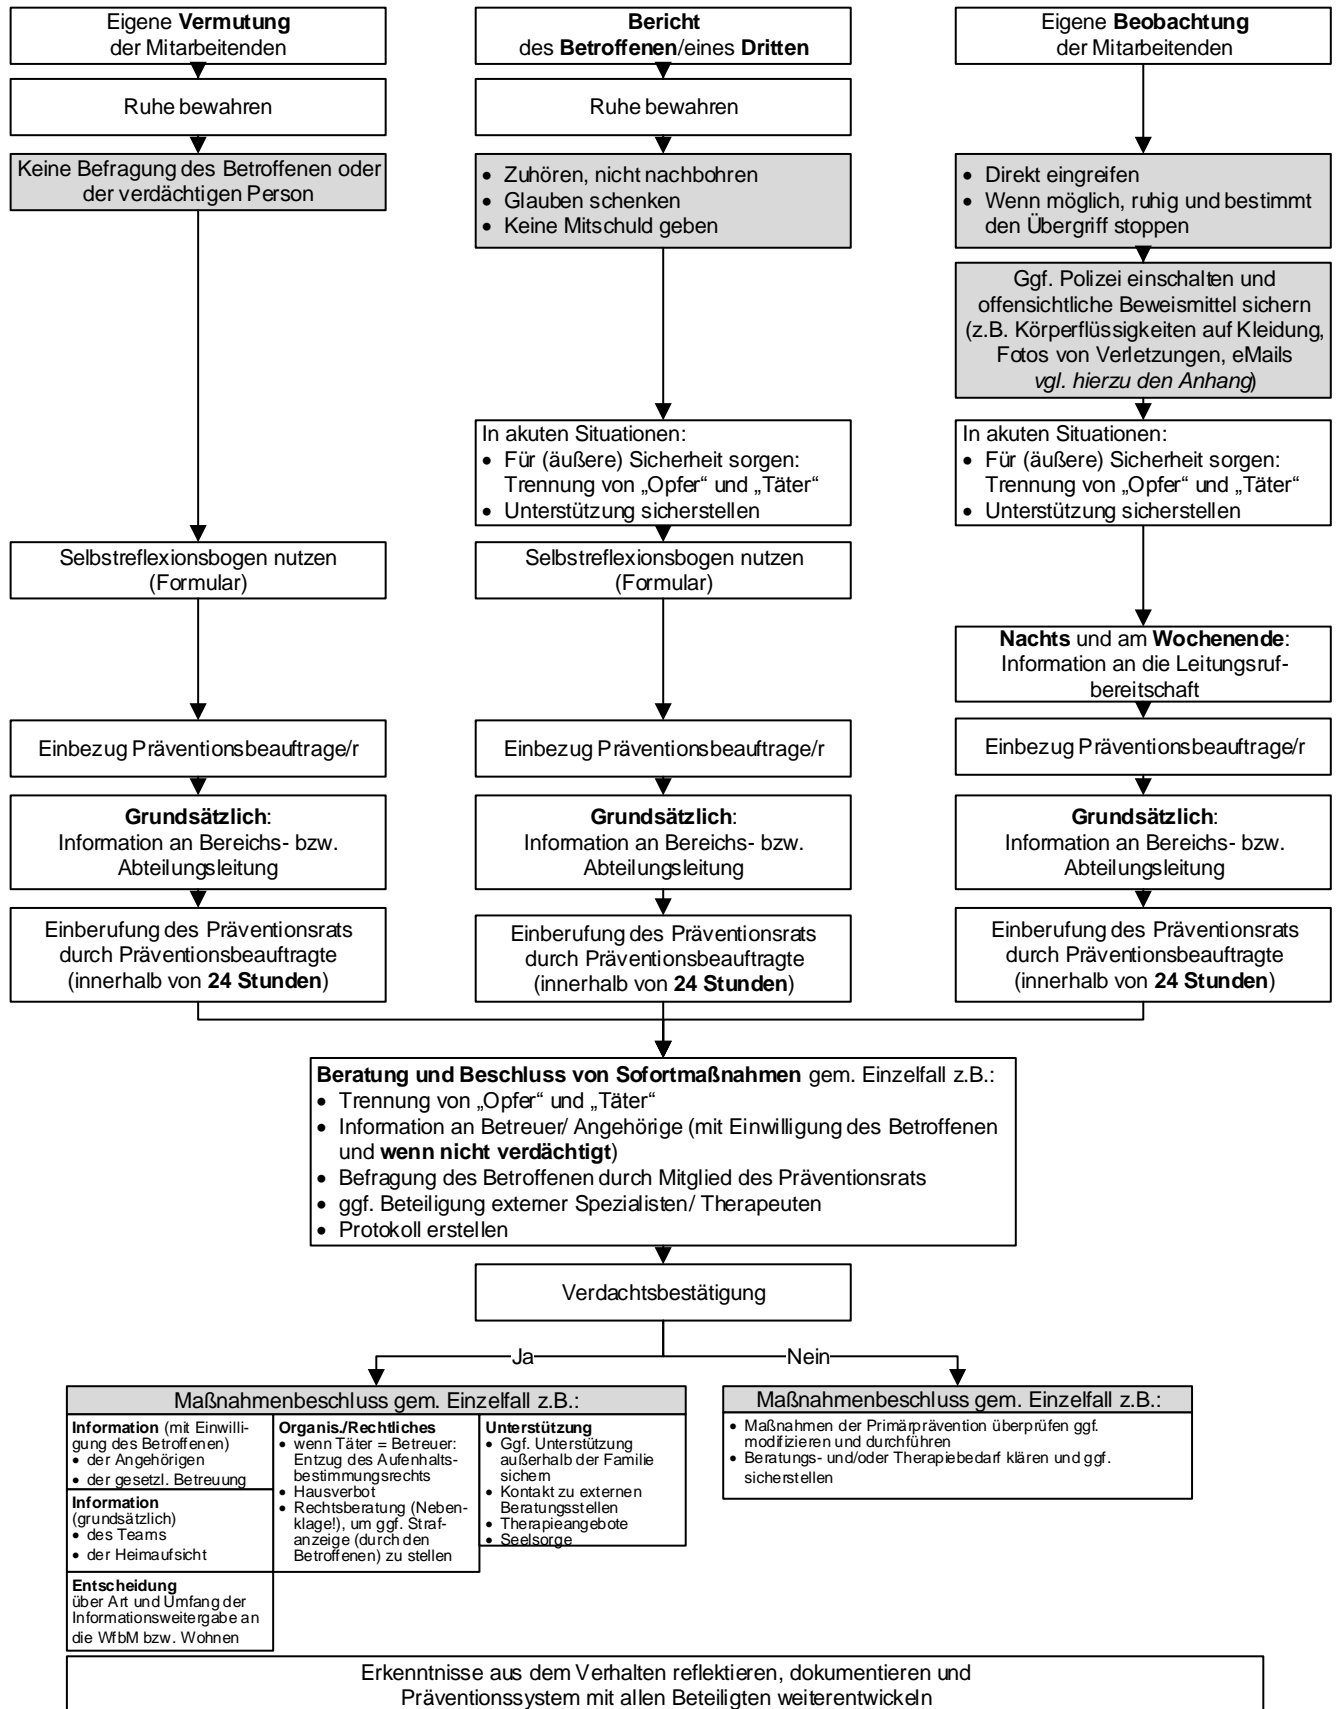 Eigene Vermutung
der Mitarbeitenden
Ruhe bewahren
Keine Befragung des Betroffenen oder
der verdächtigen Person
Selbstreflexionsbogen nutzen
(Formular)
Einbezug Präventionsbeauftrage/r
Grundsätzlich:
Information an Bereichs- bzw.
Abteilungsleitung
Einberufung des Präventionsrats
durch Präventionsbeauftragte
(innerhalb von 24 Stunden)
Bericht
des Betroffenen/eines Dritten
Ruhe bewahren
• Zuhören, nicht nachbohren
• Glauben schenken
• Keine Mitschuld geben
In akuten Situationen:
• Für (äußere) Sicherheit sorgen:
Trennung von „Opfer“ und „Täter“
• Unterstützung sicherstellen
Selbstreflexionsbogen nutzen
(Formular)
Einbezug Präventionsbeauftrage/r
Grundsätzlich:
Information an Bereichs- bzw.
Abteilungsleitung
Einberufung des Präventionsrats
durch Präventionsbeauftragte
(innerhalb von 24 Stunden)
Eigene Beobachtung
der Mitarbeitenden
• Direkt eingreifen
• Wenn möglich, ruhig und bestimmt
den Übergriff stoppen
Ggf. Polizei einschalten und
offensichtliche Beweismittel sichern
(z.B. Körperflüssigkeiten auf Kleidung,
Fotos von Verletzungen, eMails
vgl. hierzu den Anhang)
In akuten Situationen:
• Für (äußere) Sicherheit sorgen:
Trennung von „Opfer“ und „Täter“
• Unterstützung sicherstellen
Nachts und am Wochenende:
Information an die Leitungsruf-
bereitschaft
Einbezug Präventionsbeauftrage/r
Grundsätzlich:
Information an Bereichs- bzw.
Abteilungsleitung
Einberufung des Präventionsrats
durch Präventionsbeauftragte
(innerhalb von 24 Stunden)
Beratung und Beschluss von Sofortmaßnahmen gem. Einzelfall z.B.:
• Trennung von „Opfer“ und „Täter“
• Information an Betreuer/ Angehörige (mit Einwilligung des Betroffenen
und wenn nicht verdächtigt)
• Befragung des Betroffenen durch Mitglied des Präventionsrats
• ggf. Beteiligung externer Spezialisten/ Therapeuten
• Protokoll erstellen
Verdachtsbestätigung
Ja
Nein
Maßnahmenbeschluss gem. Einzelfall z.B.:
Information (mit Einwilli-
gung des Betroffenen)
• der Angehörigen
• der gesetzl. Betreuung
Information
(grundsätzlich)
• des Teams
• der Heimaufsicht
Entscheidung
über Art und Umfang der
Informationsweitergabe an
die WfbM bzw. Wohnen
Organis./Rechtliches
• wenn Täter = Betreuer:
Entzug des Aufenhalts-
bestimmungsrechts
• Hausverbot
• Rechtsberatung (Neben-
klage!), um ggf. Straf-
anzeige (durch den
Betroffenen) zu stellen
Unterstützung
• Ggf. Unterstützung
außerhalb der Familie
sichern
• Kontakt zu externen
Beratungsstellen
• Therapieangebote
• Seelsorge
Maßnahmenbeschluss gem. Einzelfall z.B.:
• Maßnahmen der Primärprävention überprüfen ggf.
modifizieren und durchführen
• Beratungs- und/oder Therapiebedarf klären und ggf.
sicherstellen
Erkenntnisse aus dem Verhalten reflektieren, dokumentieren und
Präventionssystem mit allen Beteiligten weiterentwickeln